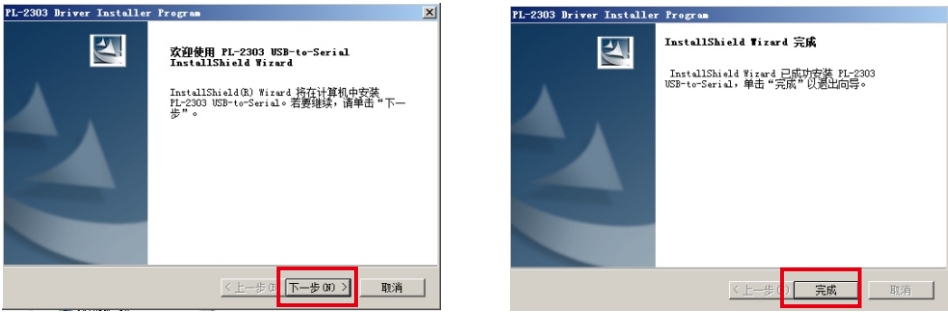 PL-2303 Driver Installer Program
欢迎使用 PL-2303 USB-to-Serial
InstallShield Wizard
InstallShield(R) Wizard 将在计算机中安装
PL-2303 USB-to-Serial。若要继续，请单击“下一
步”。
< 上一步
下一步(N) >
取消
PL-2303 Driver Installer Program
InstallShield Wizard 完成
InstallShield Wizard 已成功安装 PL-2303
USB-to-Serial，单击“完成”以退出向导。
< 上一步
完成
取消